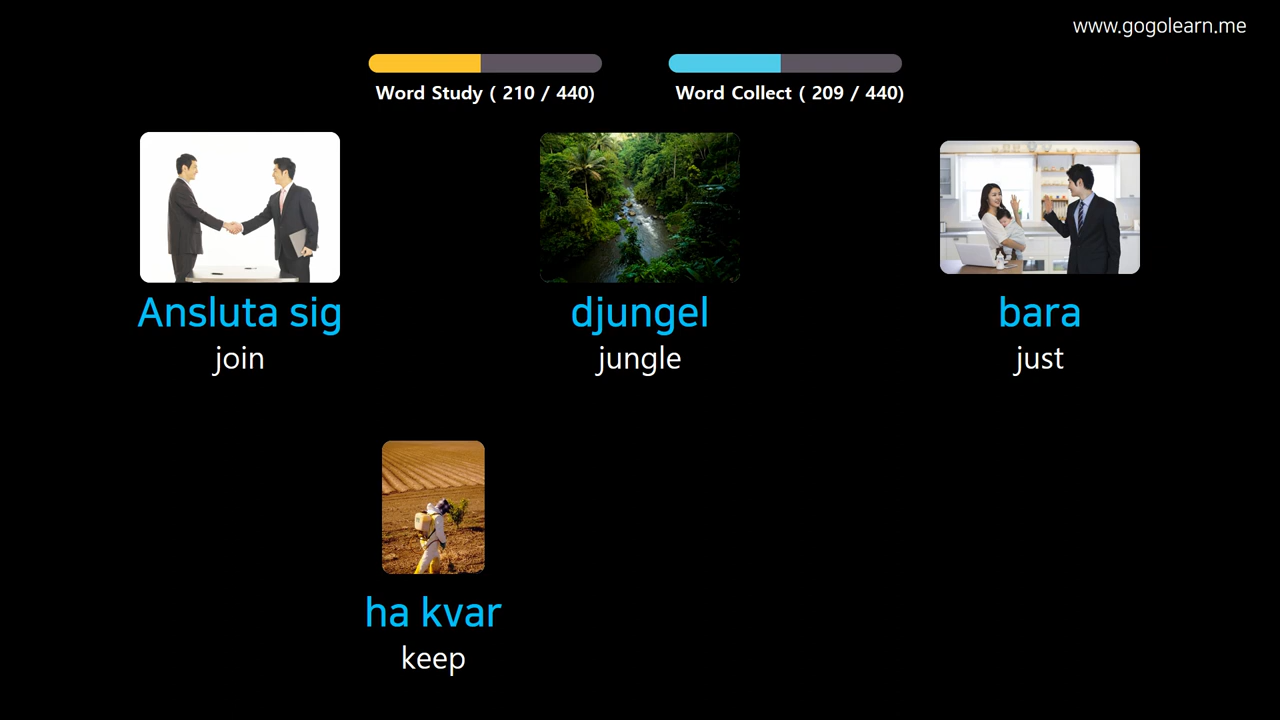 www.gogolearn.me
Word Study ( 210 / 440)
Word Collect ( 209 / 440)
Ansluta sig
join
djungel
jungle
bara
just
ha kvar
keep